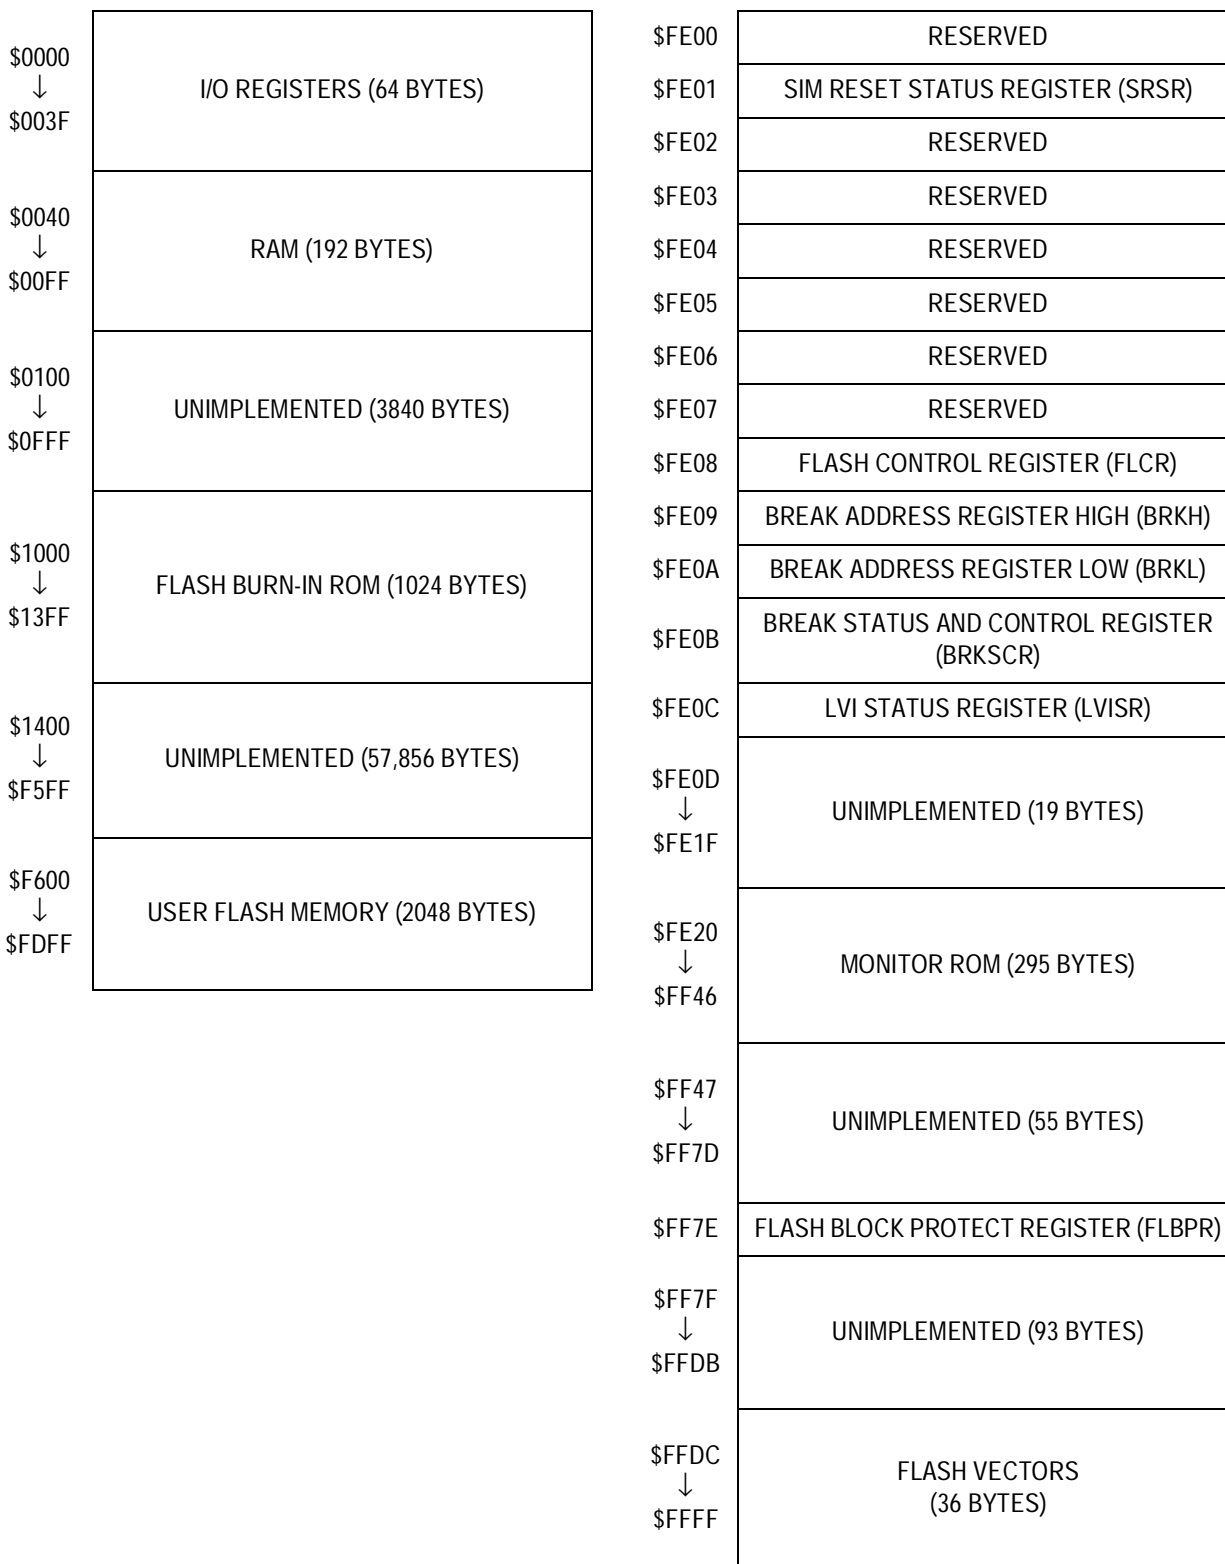 $0000
↓
$003F
I/O REGISTERS (64 BYTES)
$0040
↓
$00FF
RAM (192 BYTES)
$0100
↓
$0FFF
UNIMPLEMENTED (3840 BYTES)
$1000
↓
$13FF
FLASH BURN-IN ROM (1024 BYTES)
$1400
↓
$F5FF
UNIMPLEMENTED (57,856 BYTES)
$F600
↓
$FDFF
USER FLASH MEMORY (2048 BYTES)
$FE00 RESERVED
$FE01 SIM RESET STATUS REGISTER (SRSR)
$FE02 RESERVED
$FE03 RESERVED
$FE04 RESERVED
$FE05 RESERVED
$FE06 RESERVED
$FE07 RESERVED
$FE08 FLASH CONTROL REGISTER (FLCR)
$FE09 BREAK ADDRESS REGISTER HIGH (BRKH)
$FE0A BREAK ADDRESS REGISTER LOW (BRKL)
$FE0B BREAK STATUS AND CONTROL REGISTER
(BRKSCR)
$FE0C LVI STATUS REGISTER (LVISR)
$FE0D
↓
$FE1F
UNIMPLEMENTED (19 BYTES)
$FE20
↓
$FF46
MONITOR ROM (295 BYTES)
$FF47
↓
$FF7D
UNIMPLEMENTED (55 BYTES)
$FF7E FLASH BLOCK PROTECT REGISTER (FLBPR)
$FF7F
↓
$FFDB
UNIMPLEMENTED (93 BYTES)
$FFDC
↓
$FFFF
FLASH VECTORS
(36 BYTES)